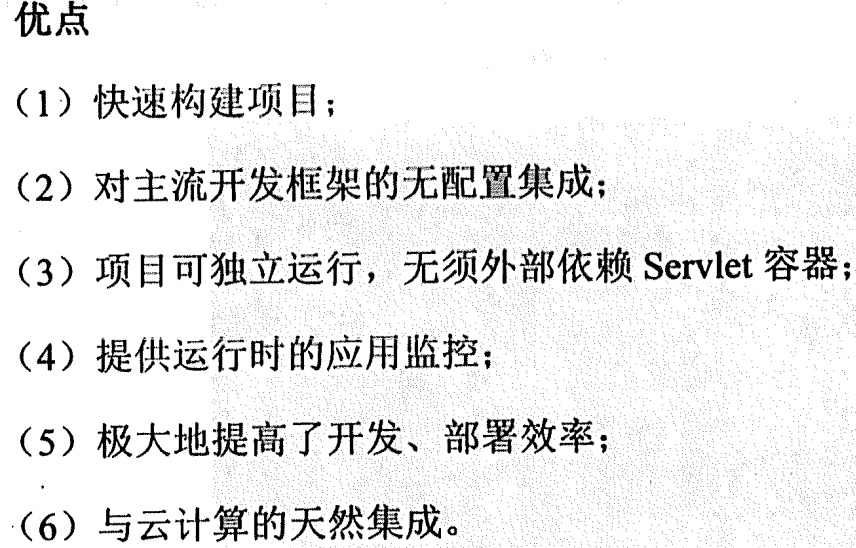 优点
（1）快速构建项目；
（2）对主流开发框架的无配置集成；
（3）项目可独立运行，无须外部依赖 Servlet 容器；
（4）提供运行时的应用监控；
（5）极大地提高了开发、部署效率；
（6）与云计算的天然集成。